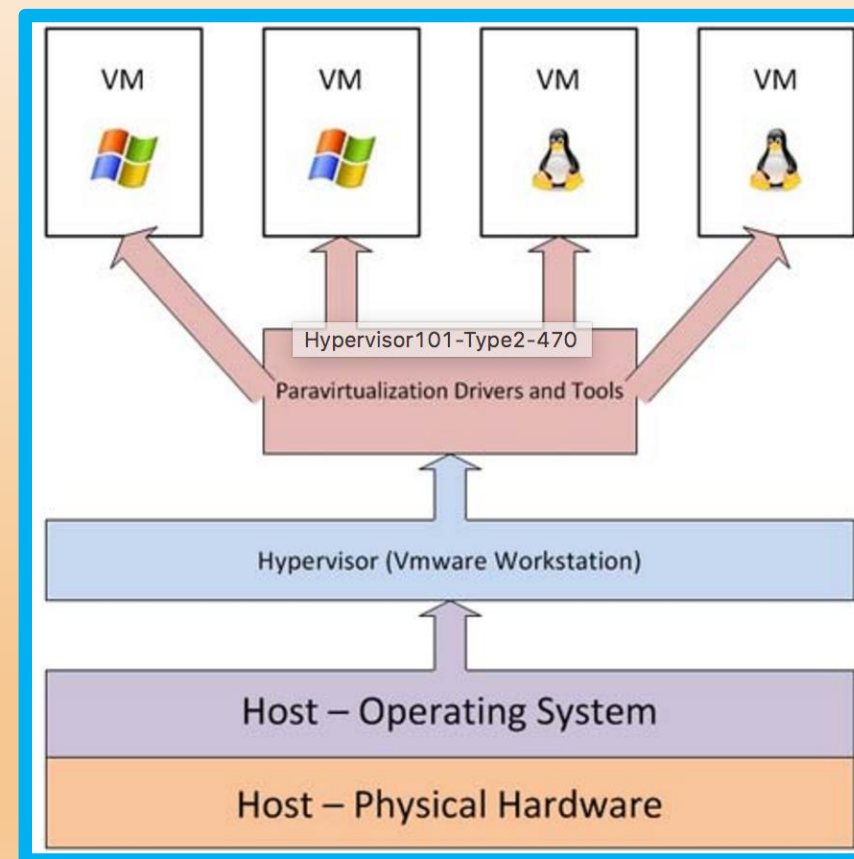 VM
VM
VM
VM
Hypervisor101-Type2-470
Paravirtualization Drivers and Tools
Hypervisor (Vmware Workstation)
Host – Operating System
Host – Physical Hardware